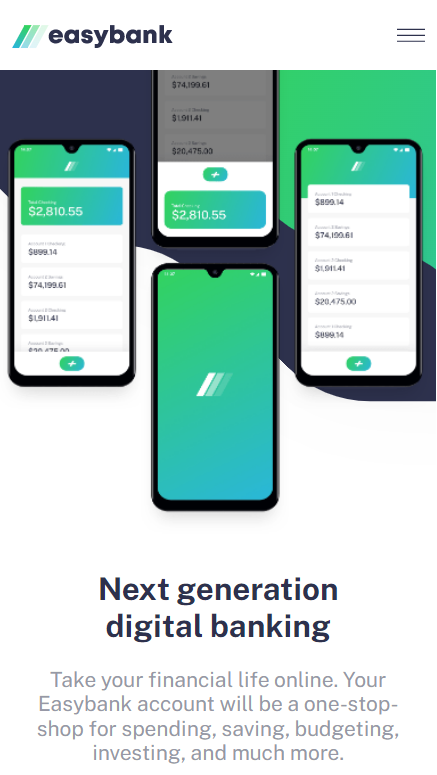 easybank
$74,199.61
$1,911.41
$20,475.00
$2,810.55
$2,810.55
$899.14
$74,199.61
$1,911.41
$899.14
$74,199.61
$1,911.41
$20,475.00
$899.14
Next generation
digital banking
Take your financial life online. Your
Easybank account will be a one-stop-
shop for spending, saving, budgeting,
investing, and much more.